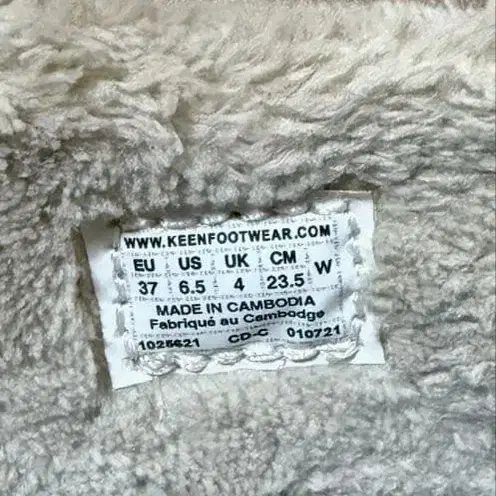 WWW.KEENFOOTWEAR.COM
EU US UK CM W
37 6.5 4 23.5
MADE IN CAMBODIA
Fabriqué au Cambodge
1025621 CD-C 010721